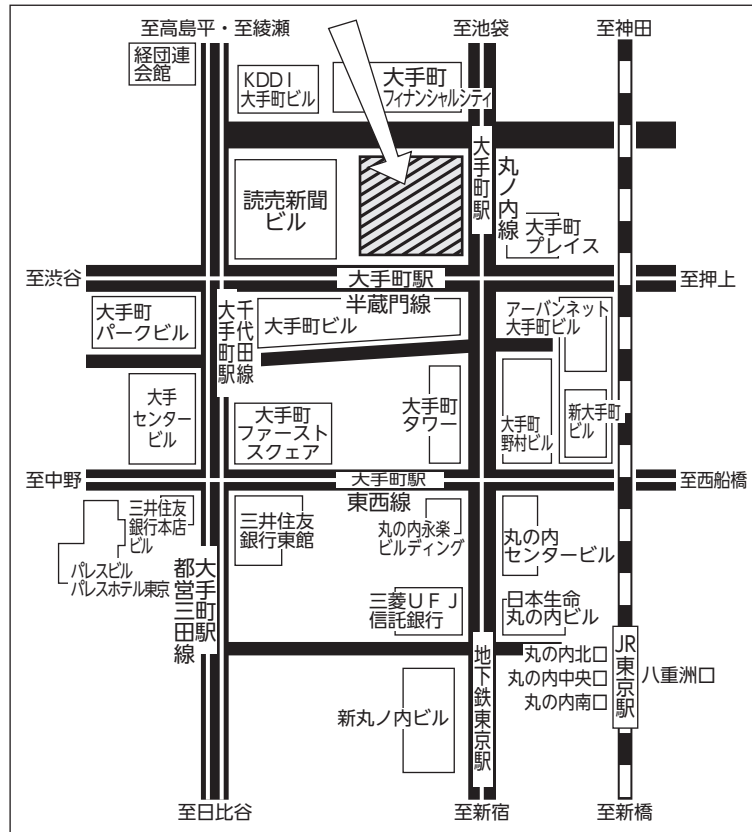 至高島平・至綾瀬
至池袋
至神田
経団連
会館
KDDI
大手町ビル
大手町
フィナンシャルシティ
大手町駅
丸ノ内線
読売新聞
ビル
大手町
プレイス
至渋谷
大手町駅
至押上
半蔵門線
大手町
パークビル
千代田線
大手町駅
大手町ビル
アーバンネット
大手町ビル
大手
センター
ビル
大手町
ファースト
スクェア
大手町
タワー
大手町
野村ビル
新大手町
ビル
至中野
大手町駅
至西船橋
東西線
三井住友
銀行本店
ビル
三井住友
銀行東館
丸の内永楽
ビルディング
丸の内
センタービル
パレスビル
パレスホテル東京
大手町駅
都営三田線
三菱UFJ
信託銀行
日本生命
丸の内ビル
丸の内北口
丸の内中央口
丸の内南口
JR東京駅
八重洲口
地下鉄東京駅
新丸ノ内ビル
至日比谷
至新宿
至新橋